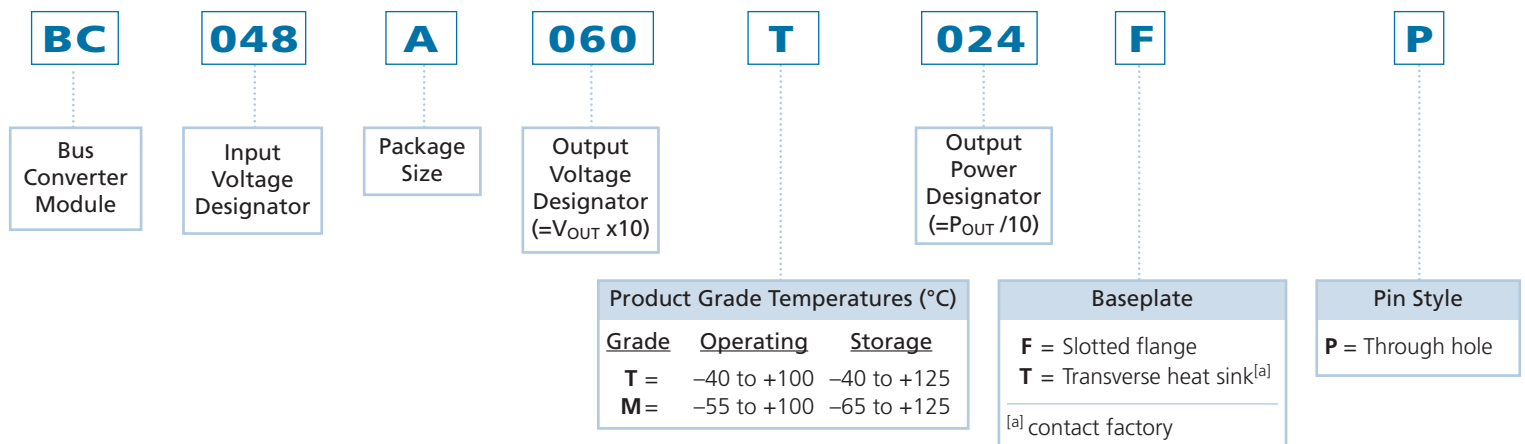 BC 048 A 060 T 024 F P
Bus
Converter
Module
Input
Voltage
Designator
Package
Size
Output
Voltage
Designator
(=VOUT x10)
Output
Power
Designator
(=POUT /10)
Product Grade Temperatures (°C)
Grade Operating Storage
T = –40 to +100 –40 to +125
M = –55 to +100 –65 to +125
Baseplate
F = Slotted flange
T = Transverse heat sink[a]
[a] contact factory
Pin Style
P = Through hole